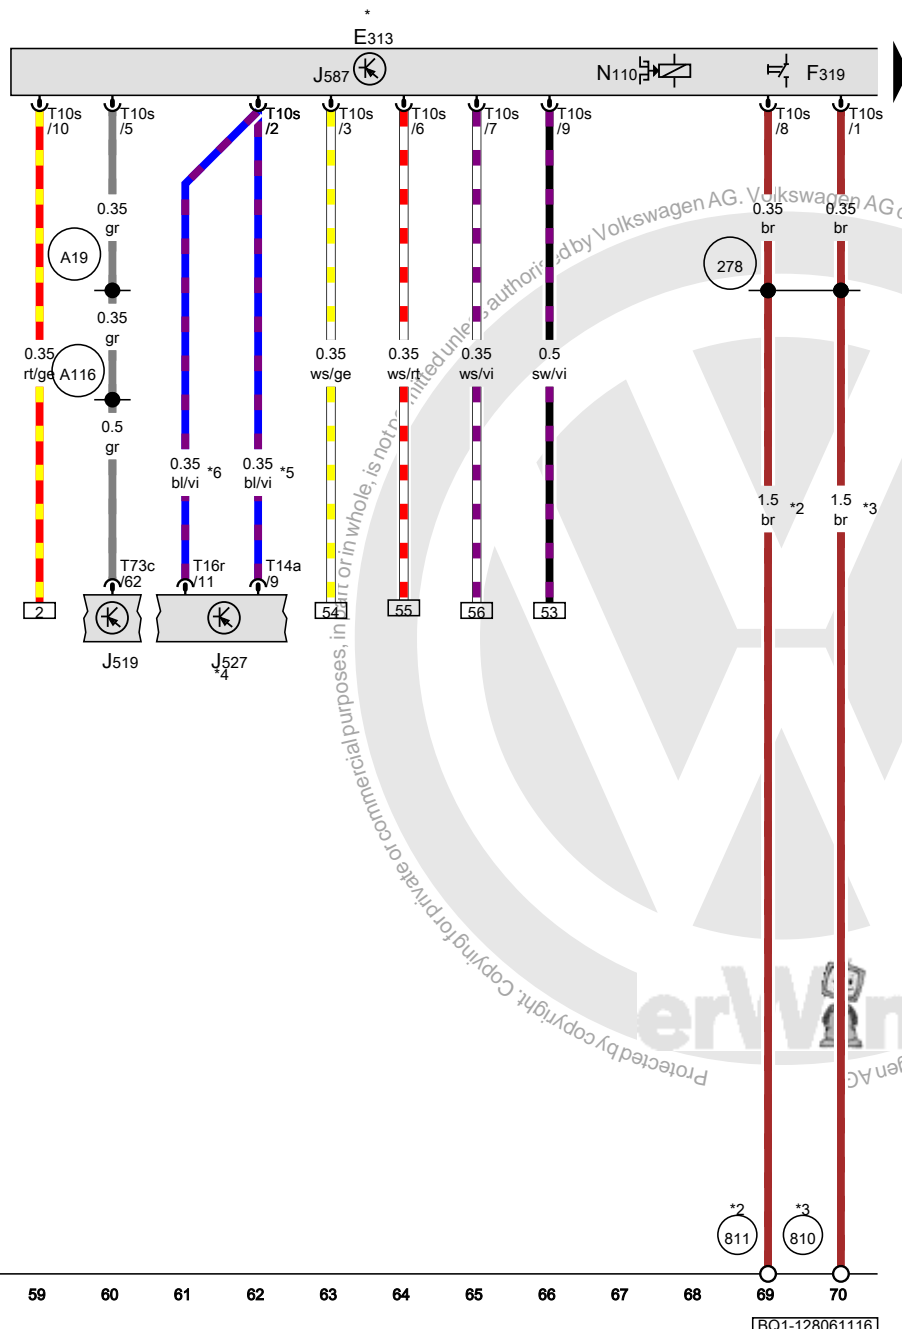 *
E313
J587
N110
F319
T10s /10
T10s /5
T10s /2
T10s /3
T10s /6
T10s /7
T10s /9
T10s /8
T10s /1
0.35 gr
0.35 br
0.35 br
A19
278
0.35 gr
0.35 rt/ge
A116
0.35 ws/ge
0.35 ws/rt
0.35 ws/vi
0.5 sw/vi
0.5 gr
0.35 bl/vi *6
0.35 bl/vi *5
1.5 br *2
1.5 br *3
T73c /62
T16r /11
T14a /9
2
54
55
56
53
J519
J527
*4
*2
811
*3
810
59 60 61 62 63 64 65 66 67 68 69 70
BQ1-128061116
Protected by copyright. Copying for private or commercial purposes, in part or in whole, is not permitted unless authorised by Volkswagen AG. Volkswagen AG
gen AG.
erWin